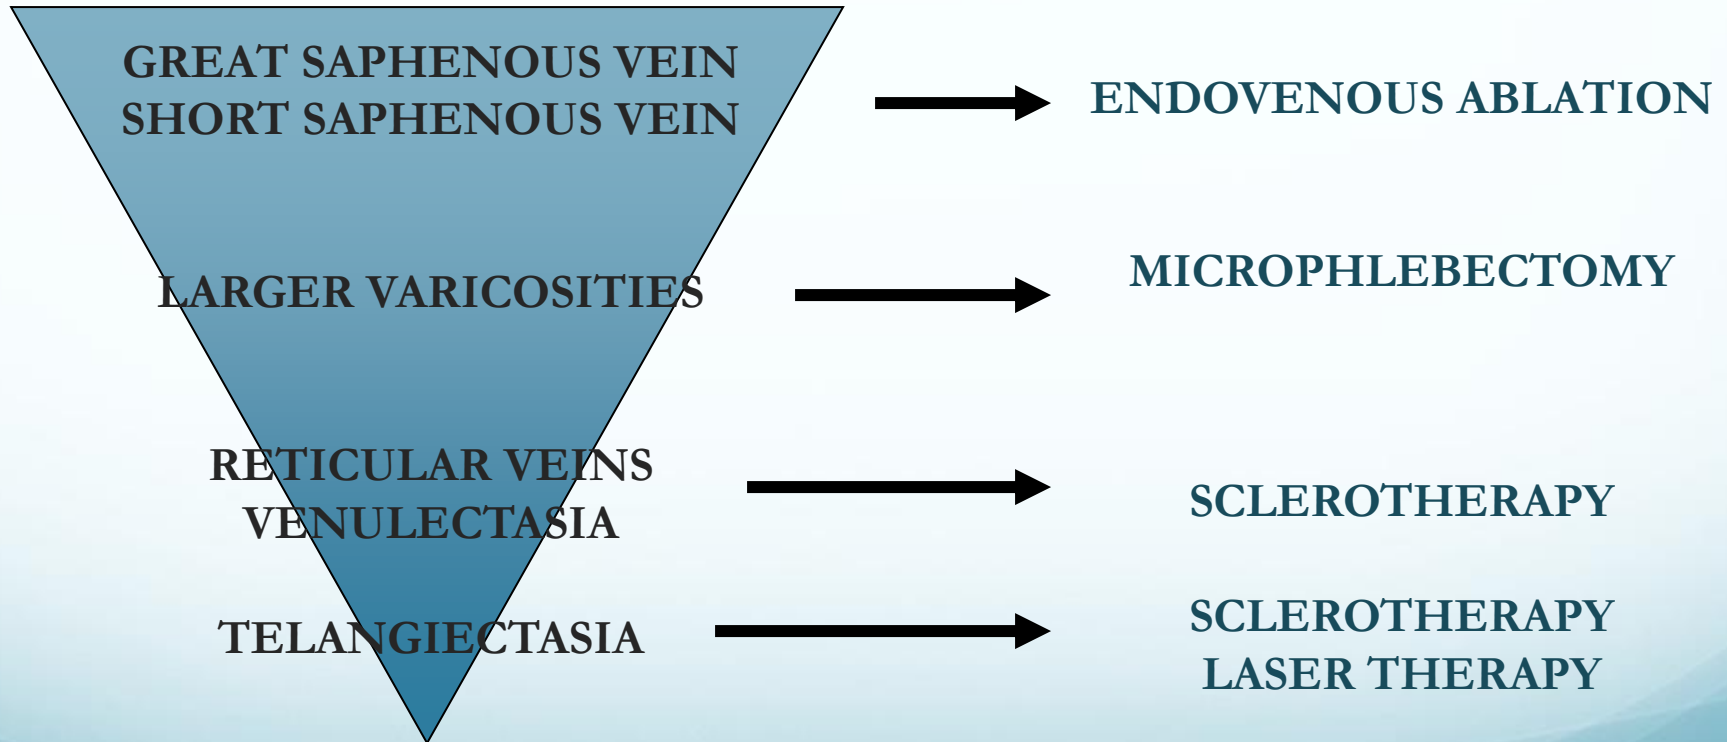 GREAT SAPHENOUS VEIN
SHORT SAPHENOUS VEIN
ENDOVENOUS ABLATION
LARGER VARICOSITIES
MICROPHLEBECTOMY
RETICULAR VEINS
VENULECTASIA
SCLEROTHERAPY
TELANGIECTASIA
SCLEROTHERAPY
LASER THERAPY